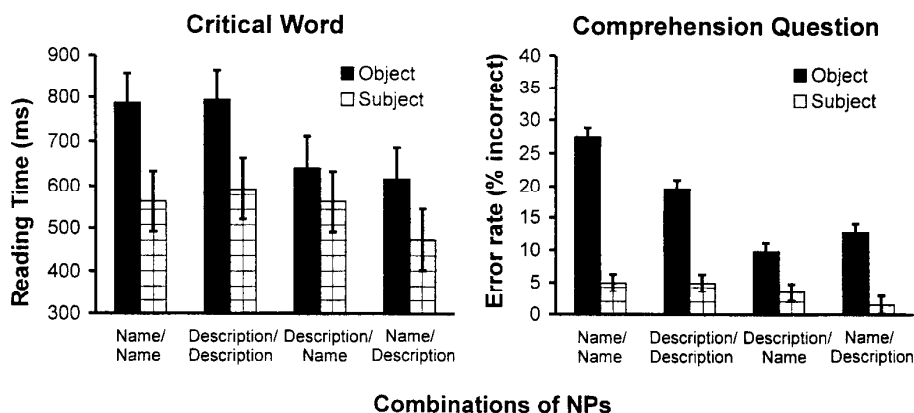 Critical Word
Reading Time (ms)
900
800
700
600
500
400
300
Object
Subject
Name/
Name
Description/
Description
Description/
Name
Name/
Description
Comprehension Question
Error rate (% incorrect)
40
35
30
25
20
15
10
5
0
Object
Subject
Name/
Name
Description/
Description
Description/
Name
Name/
Description
Combinations of NPs